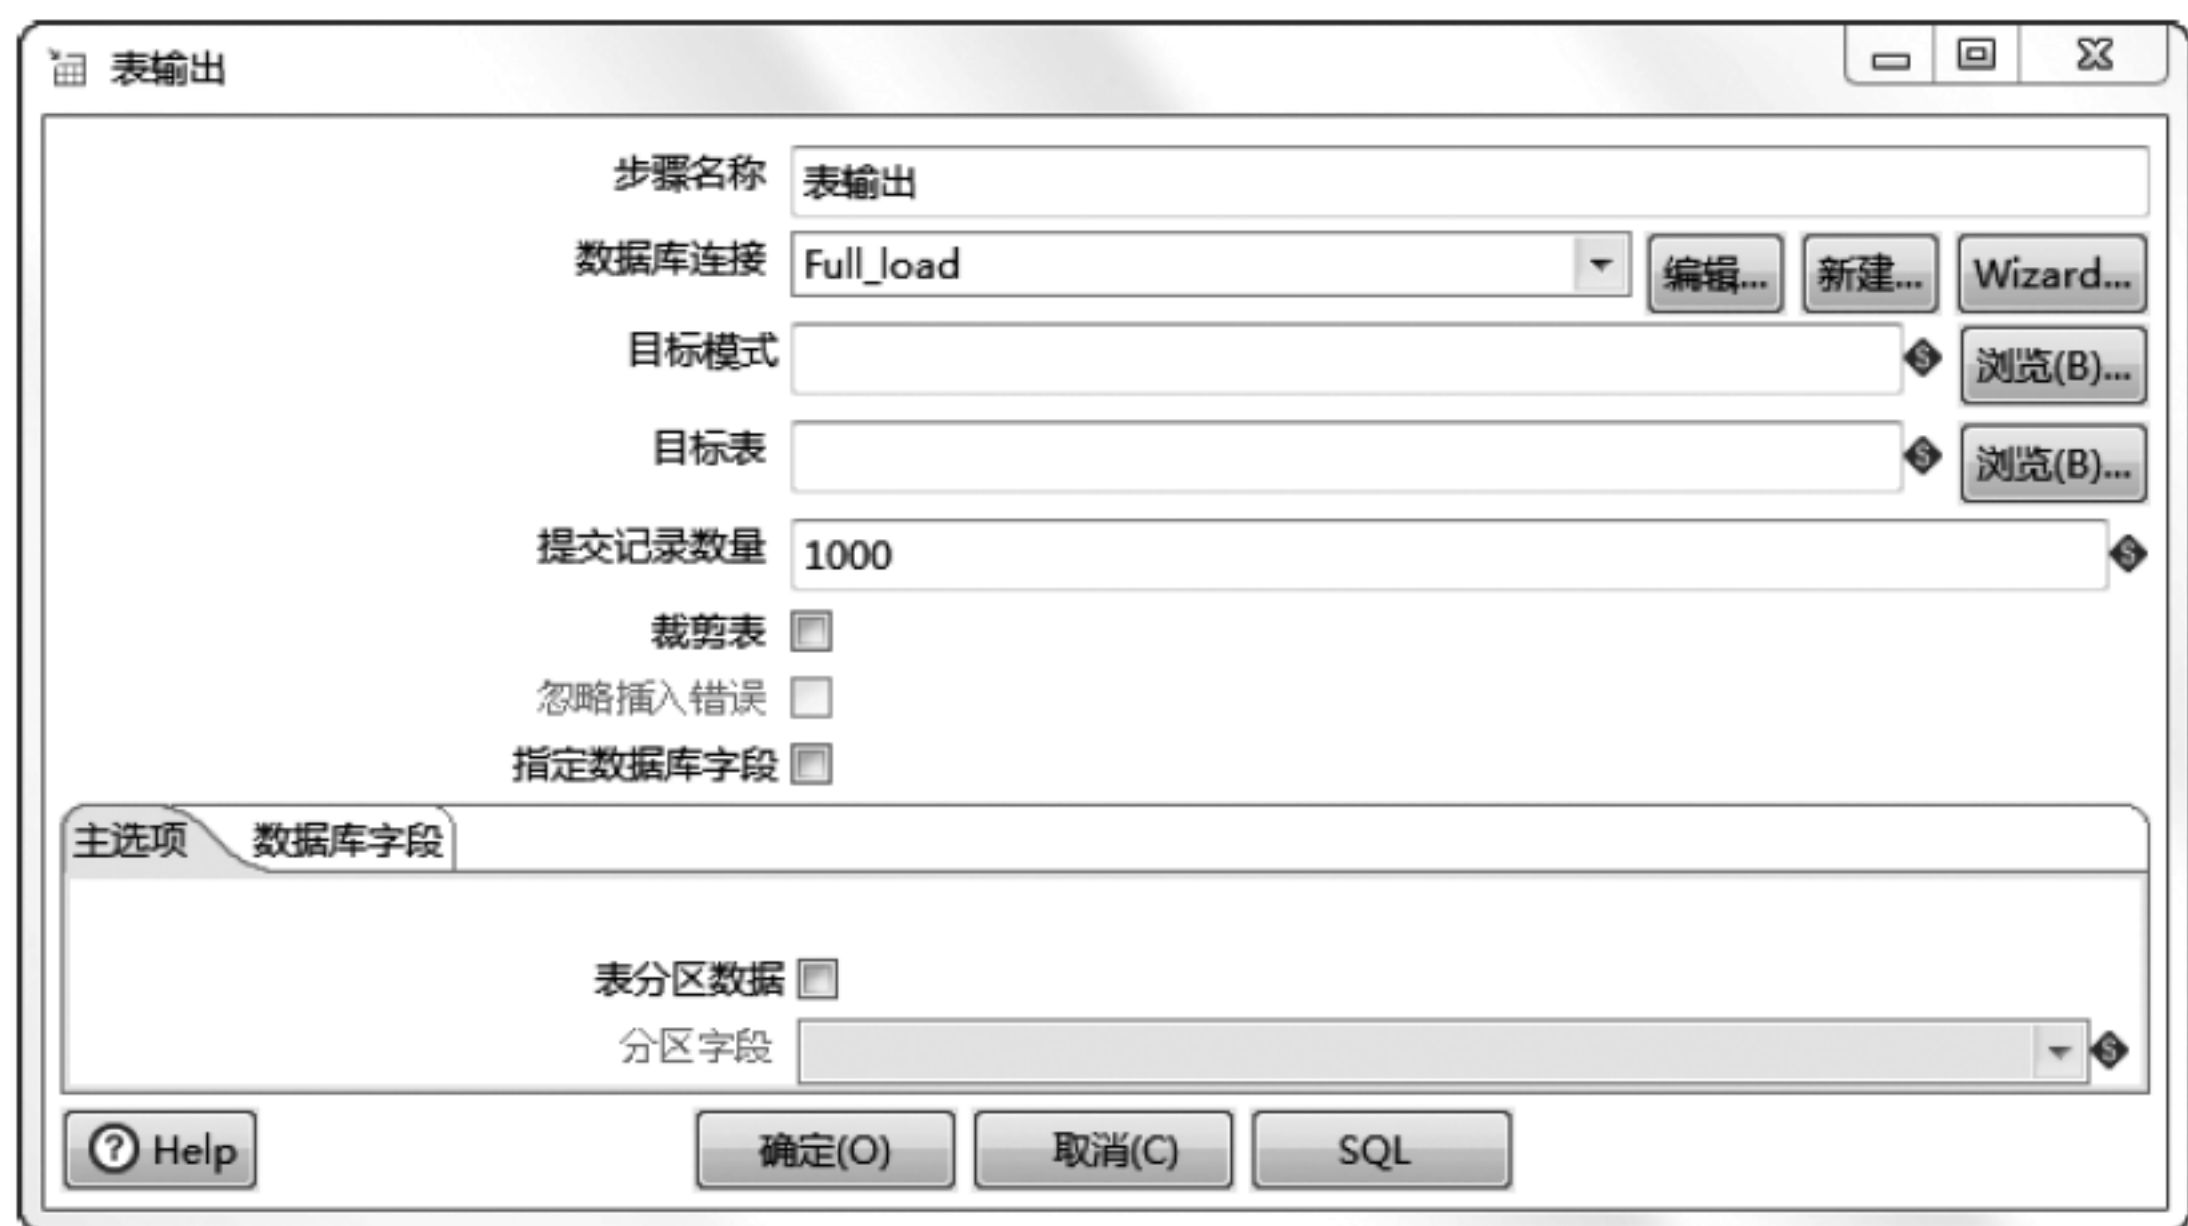 表输出
步骤名称 表输出
数据库连接 Full_load 编辑... 新建... Wizard...
目标模式 浏览(B)...
目标表 浏览(B)...
提交记录数量 1000
裁剪表
忽略插入错误
指定数据库字段
主选项 数据库字段
表分区数据
分区字段
Help 确定(O) 取消(C) SQL